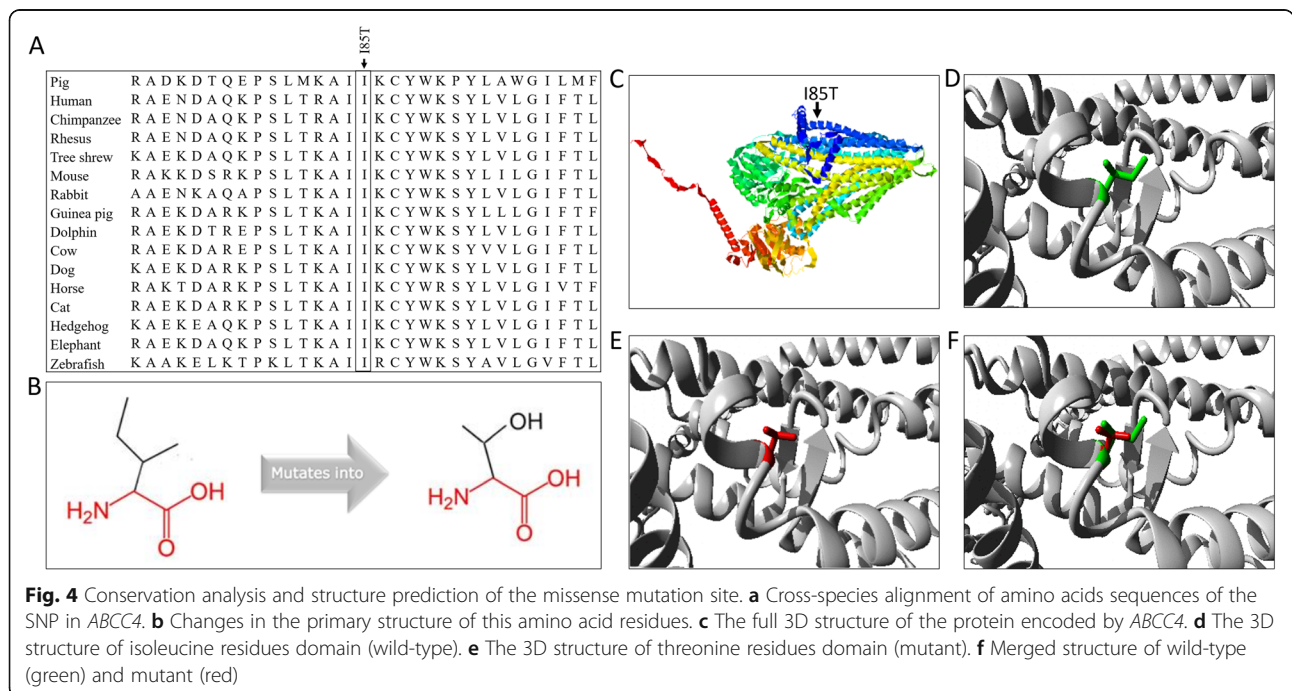 A
I85T
Pig R A D K D T Q E P S L M K A I I K C Y W K P Y L A W G I L M F
Human R A E N D A Q K P S L T R A I I K C Y W K S Y L V L G I F T L
Chimpanzee R A E N D A Q K P S L T R A I I K C Y W K S Y L V L G I F T L
Rhesus R A E N D A Q K P S L T R A I I K C Y W K S Y L V L G I F T L
Tree shrew K A E K D A Q K P S L T K A I I K C Y W K S Y L V L G I F T L
Mouse R A K K D S R K P S L T K A I I K C Y W K S Y L I L G I F T L
Rabbit A A E N K A Q A P S L T K A I I K C Y W K S Y L V L G I F T L
Guinea pig R A E K D A R K P S L T K A I I K C Y W K S Y L L L G I F T F
Dolphin R A E K D T R E P S L T K A I I K C Y W K S Y L V L G I F T L
Cow R A E K D A R E P S L T K A I I K C Y W K S Y V V L G I F T L
Dog K A E K D A R K P S L T K A I I K C Y W K S Y L V L G I F T L
Horse R A K T D A R K P S L T K A I I K C Y W R S Y L V L G I V T F
Cat R A E K D A R K P S L T K A I I K C Y W K S Y L V L G I F T L
Hedgehog K A E K E A Q K P S L T K A I I K C Y W K S Y L V L G I F T L
Elephant R A E K D A Q K P S L T K A I I K C Y W K S Y L V L G I F T L
Zebrafish K A A K E L K T P K L T K A I I R C Y W K S Y A V L G V F T L
B
H2N
OH
O
Mutates into
OH
H2N
OH
O
C
I85T
D
E
F
Fig. 4 Conservation analysis and structure prediction of the missense mutation site. a Cross-species alignment of amino acids sequences of the
SNP in ABCC4. b Changes in the primary structure of this amino acid residues. c The full 3D structure of the protein encoded by ABCC4. d The 3D
structure of isoleucine residues domain (wild-type). e The 3D structure of threonine residues domain (mutant). f Merged structure of wild-type
(green) and mutant (red)